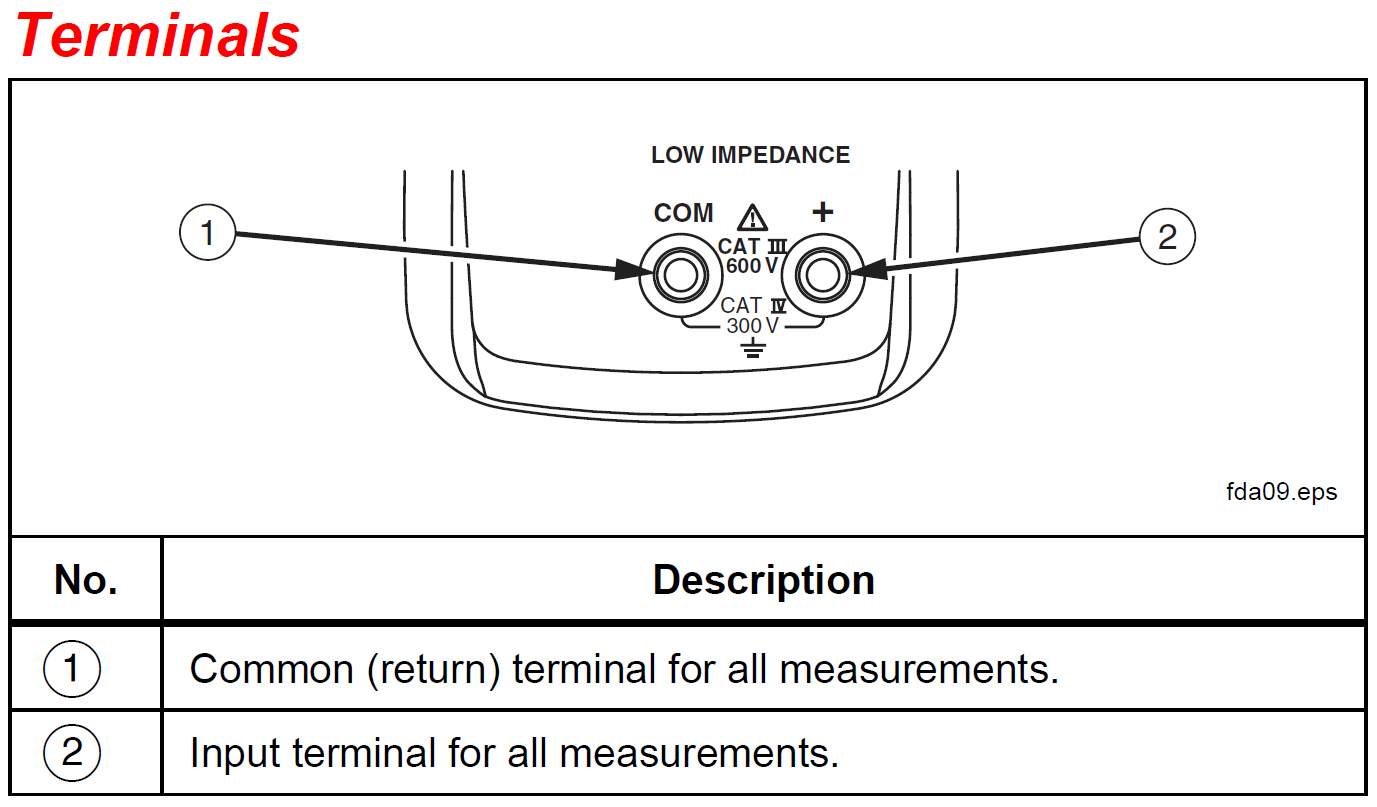 Terminals
LOW IMPEDANCE
COM
+
1
2
CAT III
600 V
CAT IV
300 V
fda09.eps
No. Description
1 Common (return) terminal for all measurements.
2 Input terminal for all measurements.